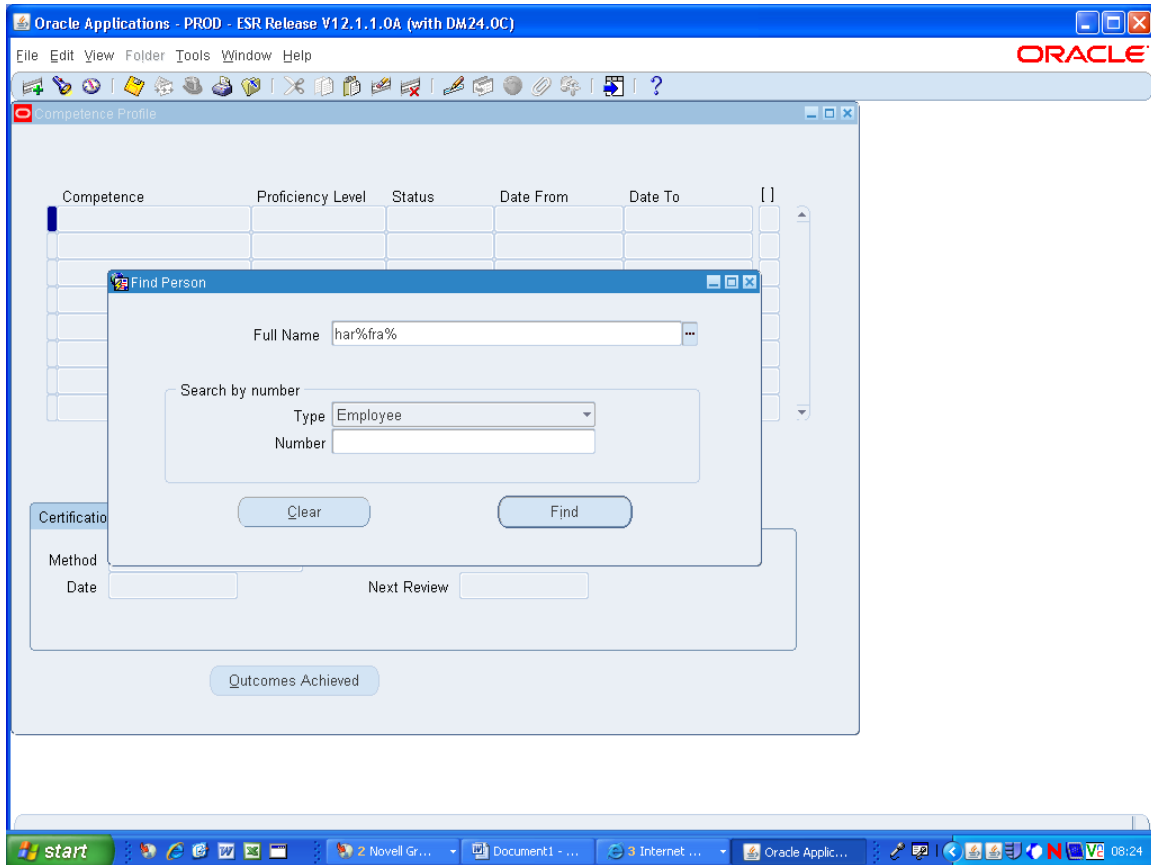 Oracle Applications - PROD - ESR Release V12.1.1.0A (with DM24.0C)
File Edit View Folder Tools Window Help
ORACLE
Competence Profile
Competence Proficiency Level Status Date From Date To [ ]
Find Person
Full Name har%fra%
Search by number
Type Employee
Number
Clear Find
Certificatio
Method
Date Next Review
Outcomes Achieved
start 2 Novell Gr... Document1 - ... 3 Internet ... Oracle Applic... 08:24